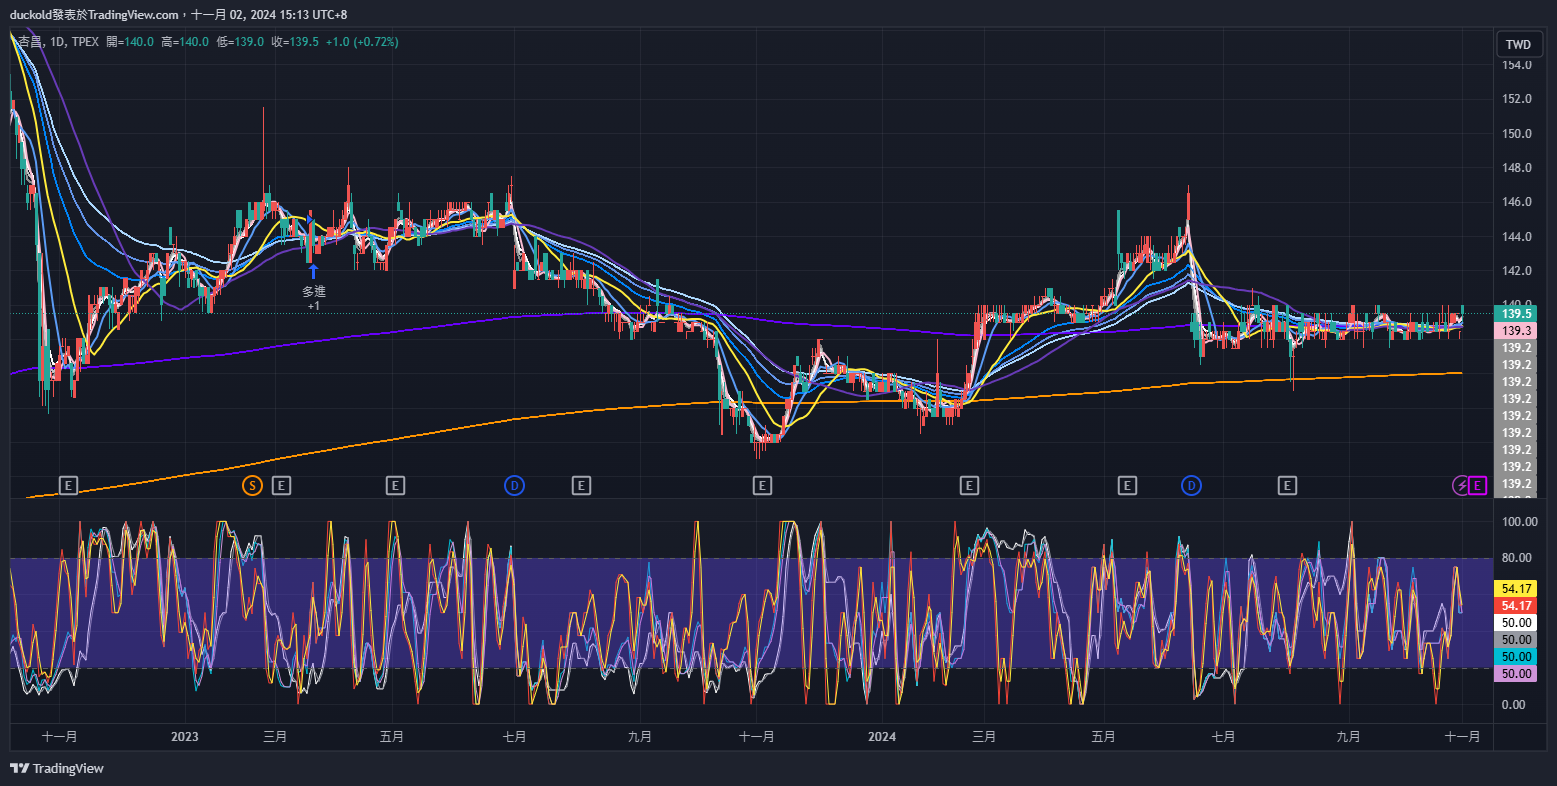 duckold發表於TradingView.com，十一月 02, 2024 15:13 UTC+8
杏昌, 1D, TPEX 開=140.0 高=140.0 低=139.0 收=139.5 +1.0 (+0.72%)
TWD
154.0
152.0
150.0
148.0
146.0
144.0
142.0
140.0
139.5
139.3
139.2
139.2
139.2
139.2
139.2
139.2
139.2
139.2
139.2
多進
+1
E
S
E
E
D
E
E
E
E
D
E
E
100.00
80.00
54.17
54.17
50.00
50.00
50.00
50.00
0.00
十一月
2023
三月
五月
七月
九月
十一月
2024
三月
五月
七月
九月
十一月
TradingView